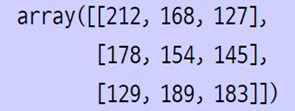 array([[212, 168, 127],
[178, 154, 145],
[129, 189, 183]])